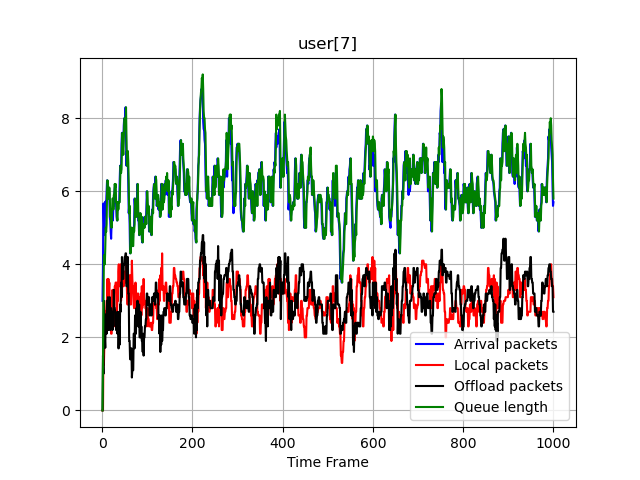 user[7]
8
6
4
2
0
Arrival packets
Local packets
Offload packets
Queue length
0 200 400 600 800 1000
Time Frame